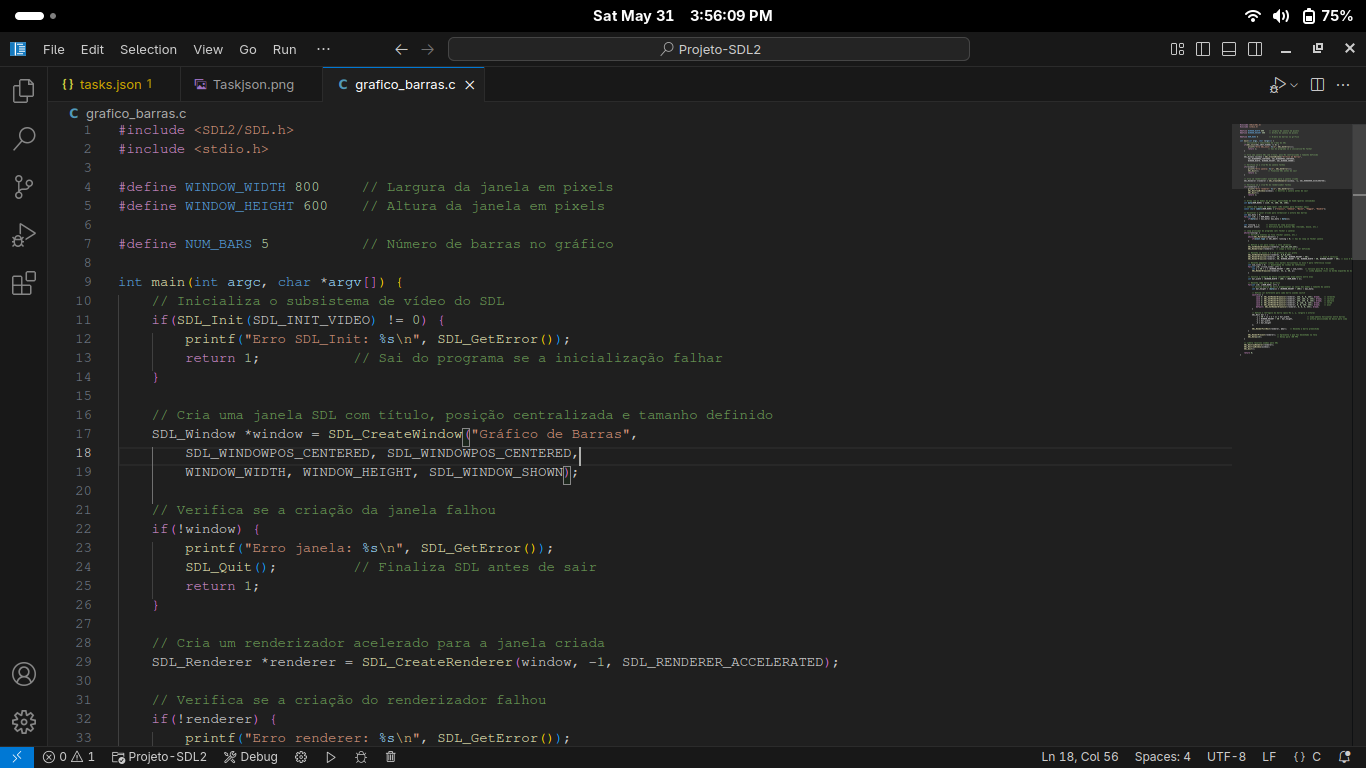 Sat May 31 3:56:09 PM
75%
File Edit Selection View Go Run ···
Projeto-SDL2
{} tasks.json 1
Taskjson.png
C grafico_barras.c
C grafico_barras.c
1 #include <SDL2/SDL.h>
2 #include <stdio.h>
3
4 #define WINDOW_WIDTH 800 // Largura da janela em pixels
5 #define WINDOW_HEIGHT 600 // Altura da janela em pixels
6
7 #define NUM_BARS 5 // Número de barras no gráfico
8
9 int main(int argc, char *argv[]) {
10 // Inicializa o subsistema de vídeo do SDL
11 if(SDL_Init(SDL_INIT_VIDEO) != 0) {
12 printf("Erro SDL_Init: %s\n", SDL_GetError());
13 return 1; // Sai do programa se a inicialização falhar
14 }
15
16 // Cria uma janela SDL com título, posição centralizada e tamanho definido
17 SDL_Window *window = SDL_CreateWindow("Gráfico de Barras",
18 SDL_WINDOWPOS_CENTERED, SDL_WINDOWPOS_CENTERED,
19 WINDOW_WIDTH, WINDOW_HEIGHT, SDL_WINDOW_SHOWN);
20
21 // Verifica se a criação da janela falhou
22 if(!window) {
23 printf("Erro janela: %s\n", SDL_GetError());
24 SDL_Quit(); // Finaliza SDL antes de sair
25 return 1;
26 }
27
28 // Cria um renderizador acelerado para a janela criada
29 SDL_Renderer *renderer = SDL_CreateRenderer(window, -1, SDL_RENDERER_ACCELERATED);
30
31 // Verifica se a criação do renderizador falhou
32 if(!renderer) {
33 printf("Erro renderer: %s\n", SDL_GetError());
0 1 Projeto-SDL2 Debug Ln 18, Col 56 Spaces: 4 UTF-8 LF {} C